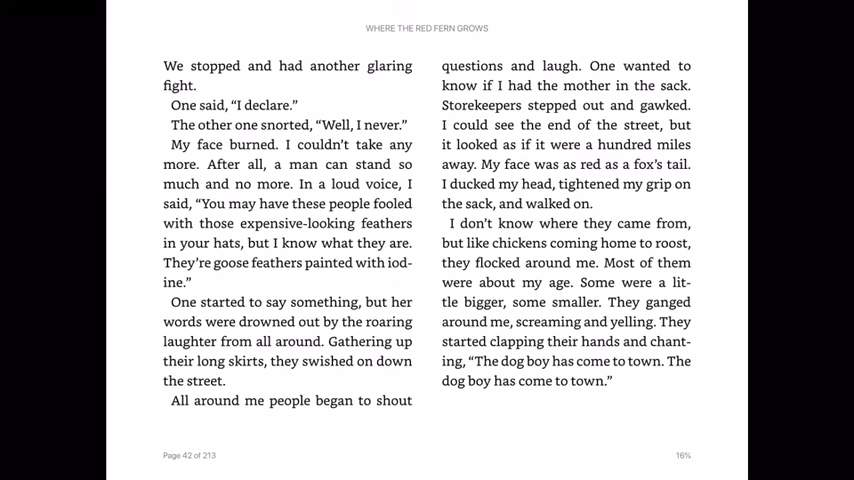 WHERE THE RED FERN GROWS
We stopped and had another glaring
fight.
One said, “I declare.”
The other one snorted, “Well, I never.”
My face burned. I couldn’t take any
more. After all, a man can stand so
much and no more. In a loud voice, I
said, “You may have these people fooled
with those expensive-looking feathers
in your hats, but I know what they are.
They’re goose feathers painted with iod-
ine.”
One started to say something, but her
words were drowned out by the roaring
laughter from all around. Gathering up
their long skirts, they swished on down
the street.
All around me people began to shout
questions and laugh. One wanted to
know if I had the mother in the sack.
Storekeepers stepped out and gawked.
I could see the end of the street, but
it looked as if it were a hundred miles
away. My face was as red as a fox’s tail.
I ducked my head, tightened my grip on
the sack, and walked on.
I don’t know where they came from,
but like chickens coming home to roost,
they flocked around me. Most of them
were about my age. Some were a lit-
tle bigger, some smaller. They ganged
around me, screaming and yelling. They
started clapping their hands and chant-
ing, “The dog boy has come to town. The
dog boy has come to town.”
Page 42 of 213
16%